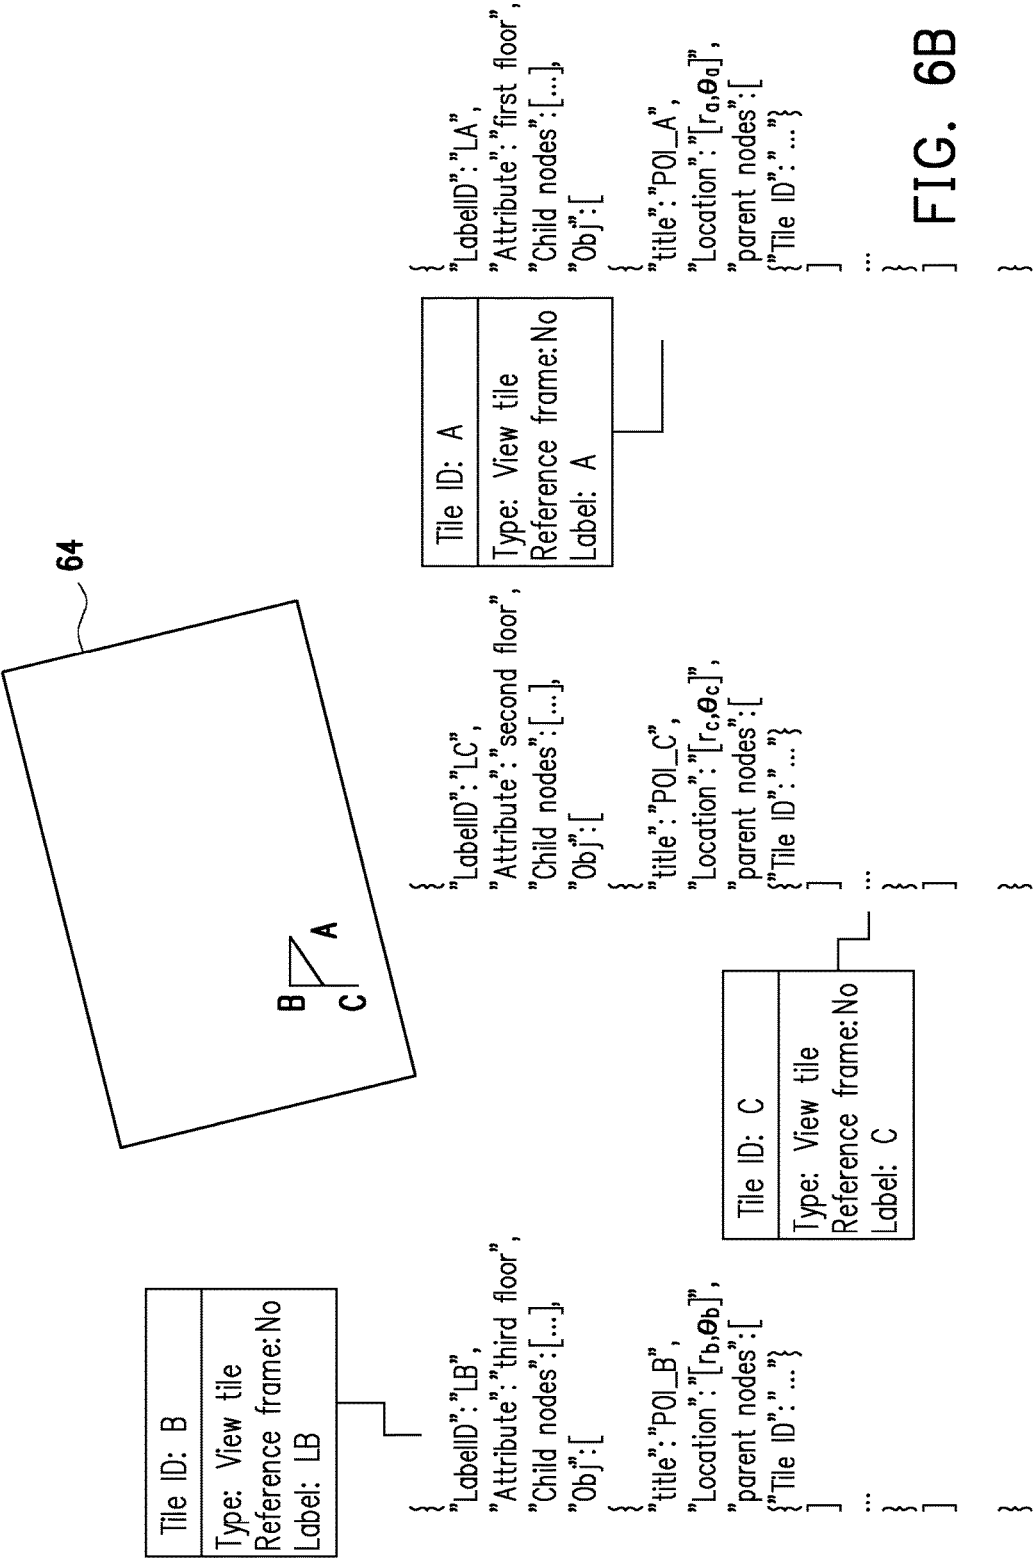 64
B
A
C
Tile ID: B
Type: View tile
Reference frame:No
Label: LB
{
"LabelID":"LB",
"Attribute":"third floor",
"Child nodes":[...],
"Obj":[
{
"title":"POI_B",
"Location":"[rb,θb]",
"parent nodes":[
{"Tile ID":" ... "}
]
...
}
]
}
Tile ID: C
Type: View tile
Reference frame:No
Label: C
{
"LabelID":"LC",
"Attribute":"second floor",
"Child nodes":[...],
"Obj":[
{
"title":"POI_C",
"Location":"[rc,θc]",
"parent nodes":[
{"Tile ID":" ... "}
]
...
}
]
}
Tile ID: A
Type: View tile
Reference frame:No
Label: A
{
"LabelID":"LA",
"Attribute":"first floor",
"Child nodes":[...],
"Obj":[
{
"title":"POI_A",
"Location":"[ra,θa]",
"parent nodes":[
{"Tile ID":" ... "}
]
...
}
]
}
FIG. 6B